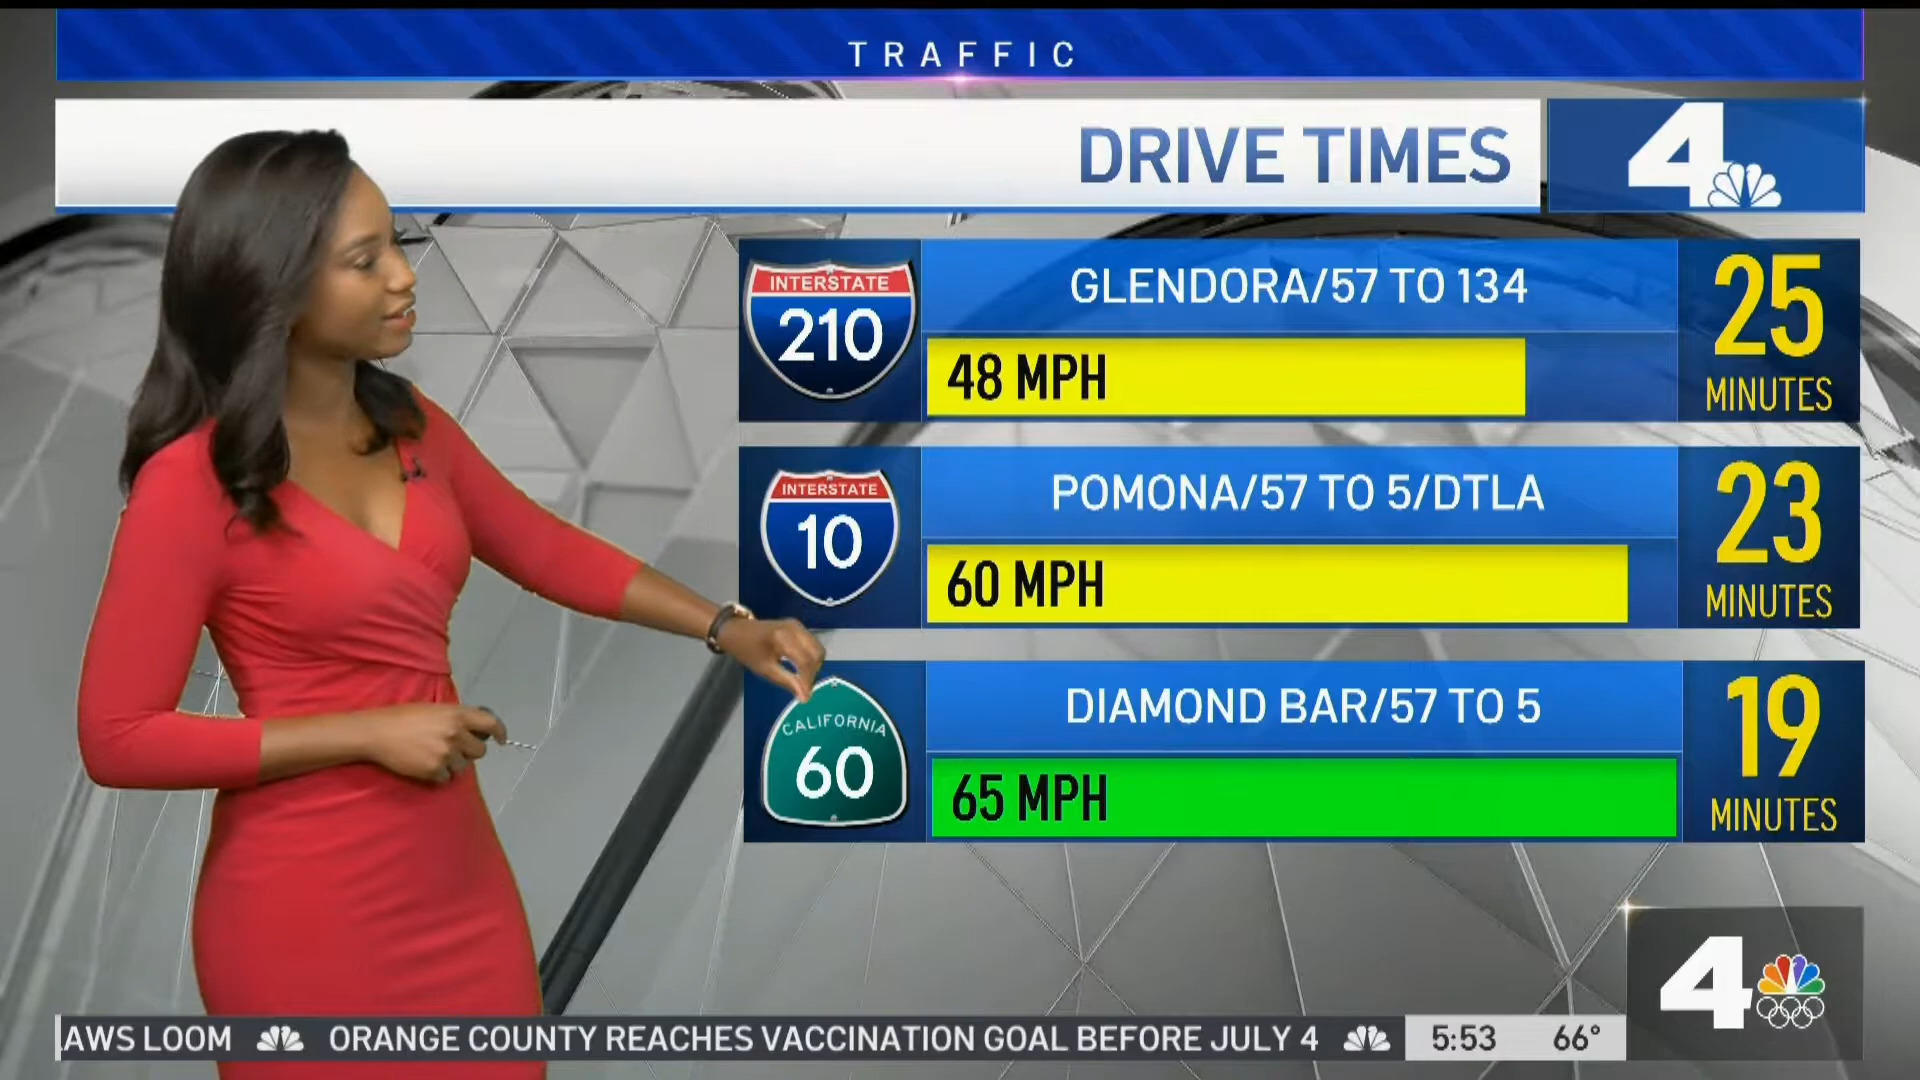 TRAFFIC
DRIVE TIMES
4
INTERSTATE
210
GLENDORA/57 TO 134
48 MPH
25
MINUTES
INTERSTATE
10
POMONA/57 TO 5/DTLA
60 MPH
23
MINUTES
CALIFORNIA
60
DIAMOND BAR/57 TO 5
65 MPH
19
MINUTES
4
AWS LOOM ORANGE COUNTY REACHES VACCINATION GOAL BEFORE JULY 4 5:53 66°